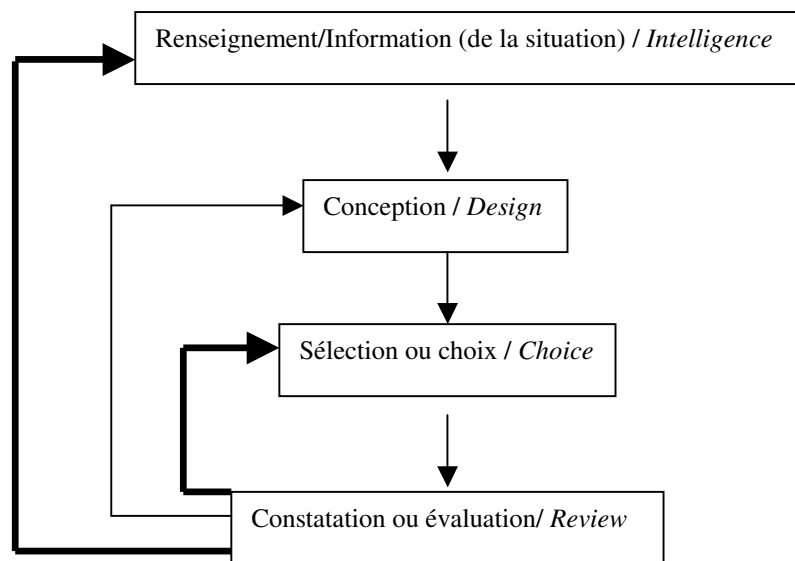 Renseignement/Information (de la situation) / Intelligence
Conception / Design
Sélection ou choix / Choice
Constatation ou évaluation/ Review